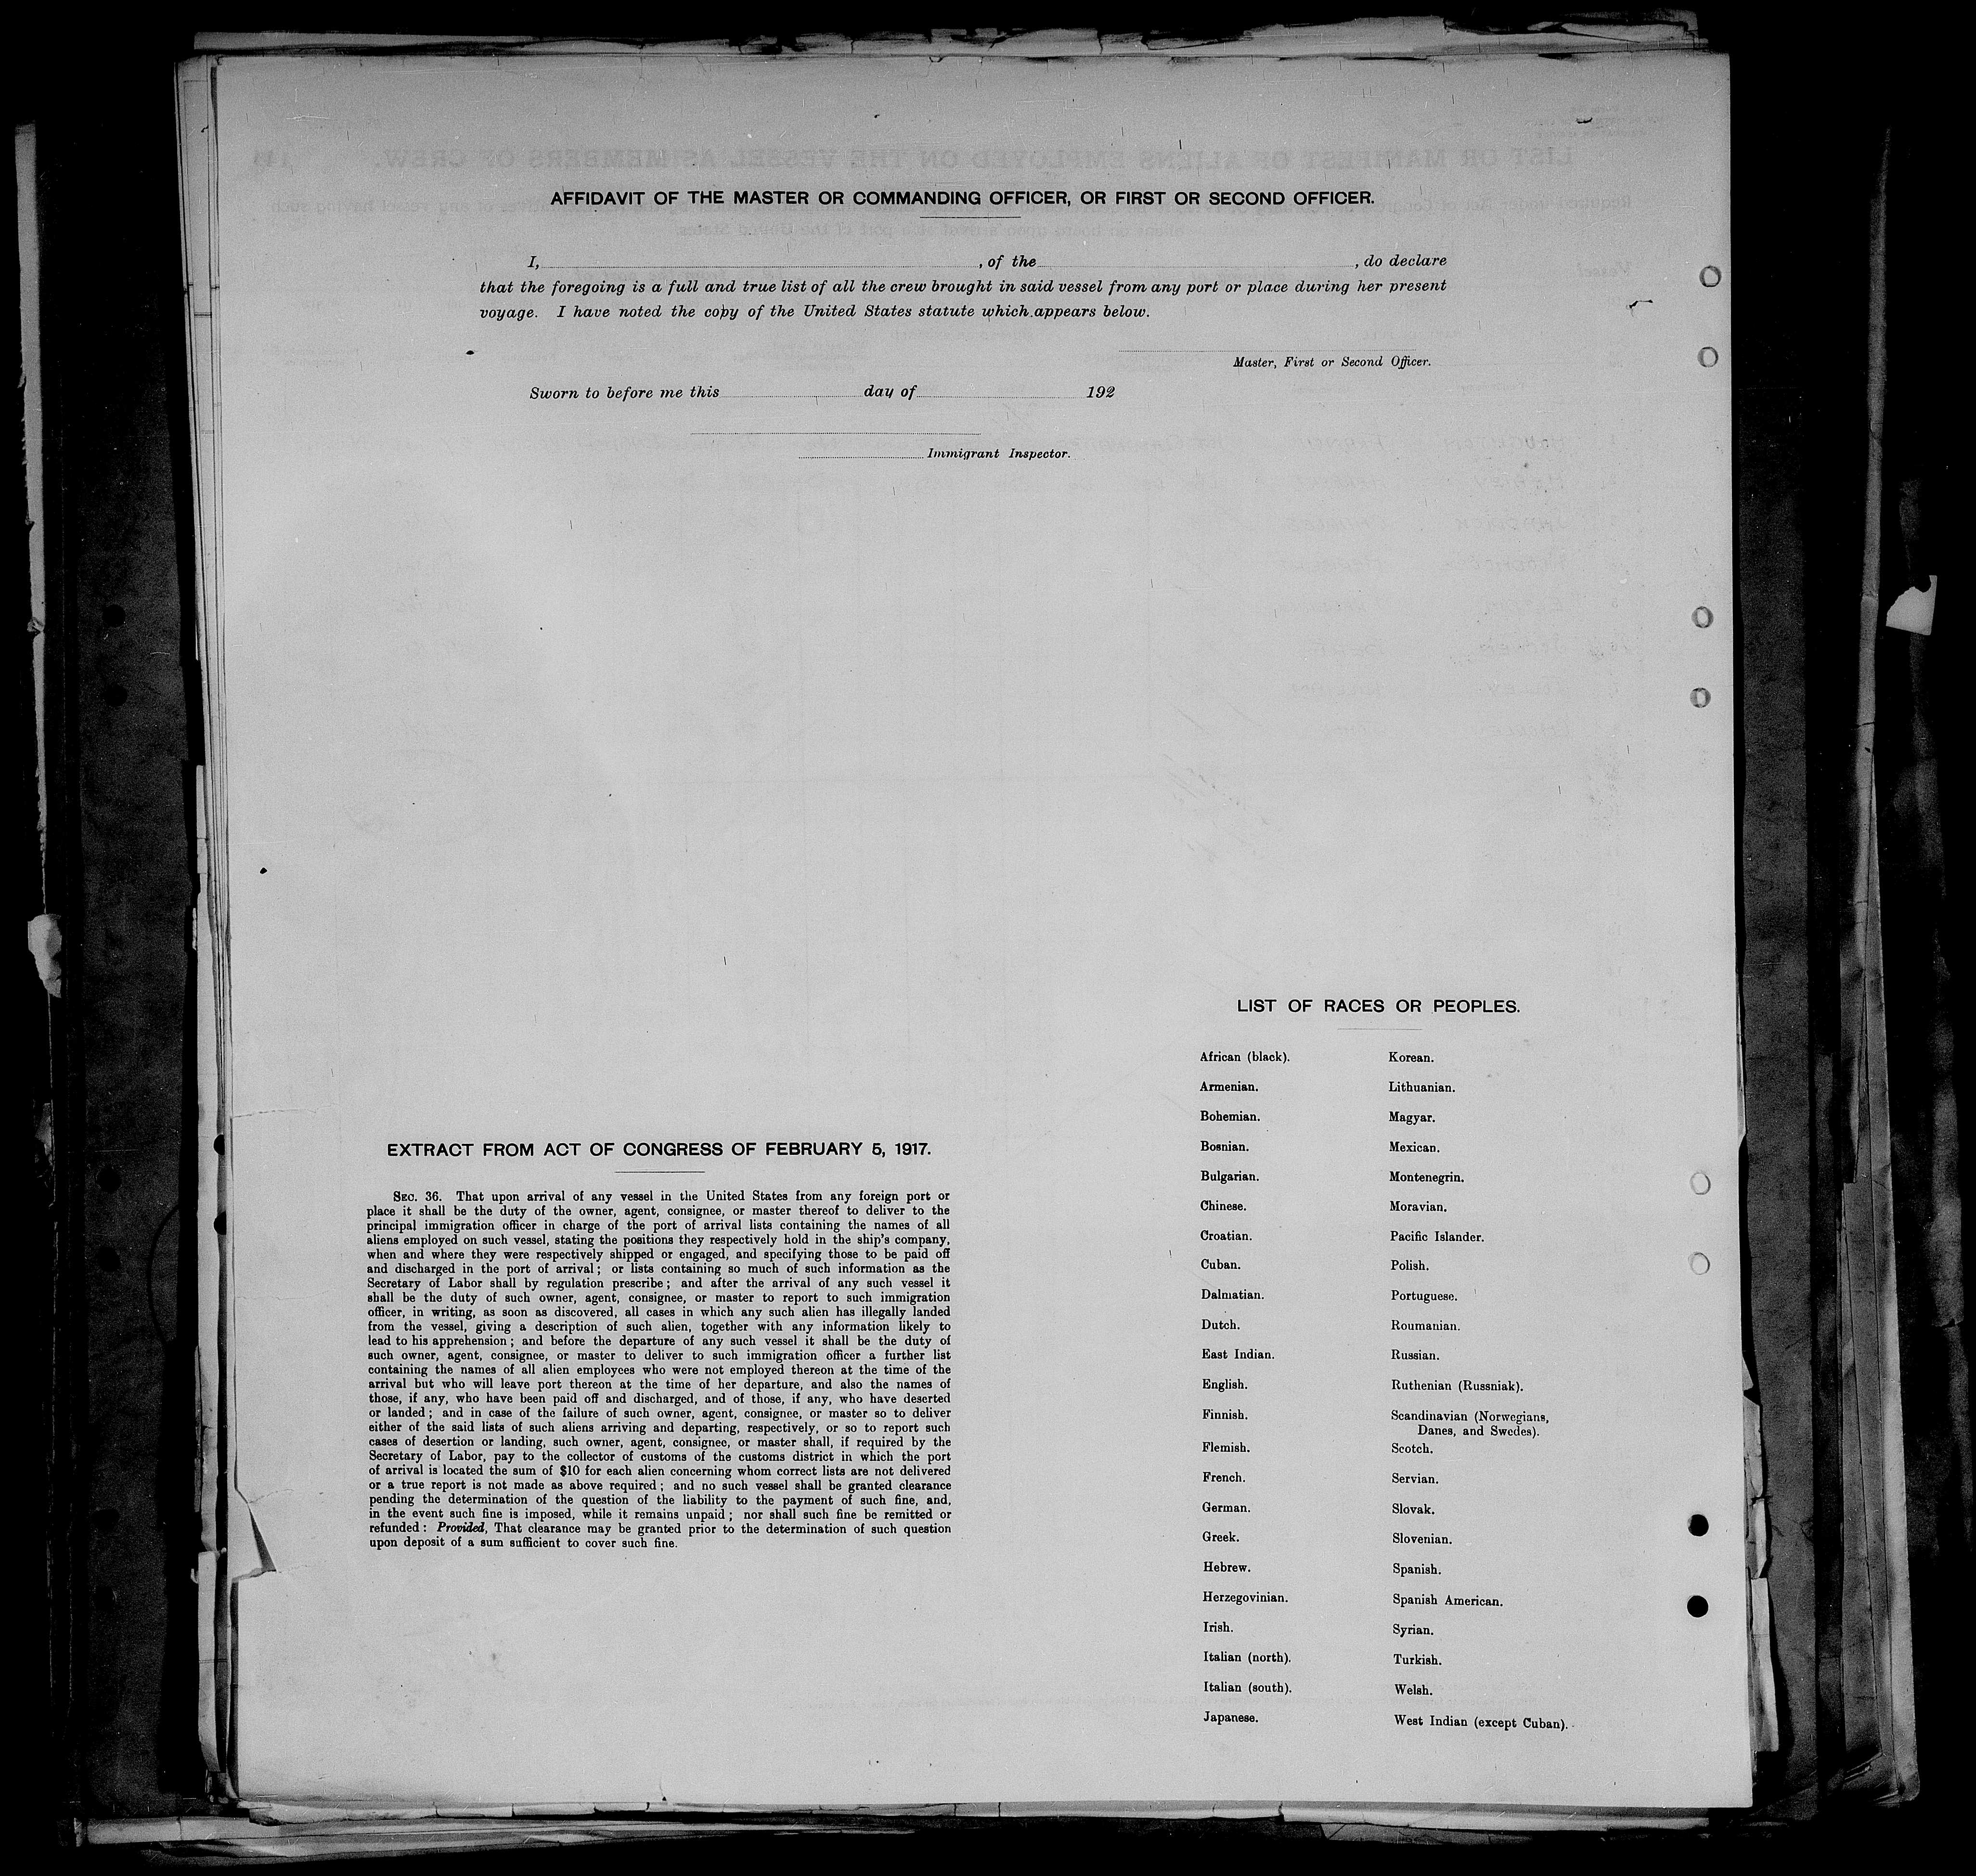 AFFIDAVIT OF THE MASTER OR COMMANDING OFFICER, OR FIRST OR SECOND OFFICER.
I, , of the , do declare
that the foregoing is a full and true list of all the crew brought in said vessel from any port or place during her present
voyage. I have noted the copy of the United States statute which appears below.
Master, First or Second Officer.
Sworn to before me this day of 192
Immigrant Inspector.
EXTRACT FROM ACT OF CONGRESS OF FEBRUARY 5, 1917.
SEC. 36. That upon arrival of any vessel in the United States from any foreign port or
place it shall be the duty of the owner, agent, consignee, or master thereof to deliver to the
principal immigration officer in charge of the port of arrival lists containing the names of all
aliens employed on such vessel, stating the positions they respectively hold in the ship's company,
when and where they were respectively shipped or engaged, and specifying those to be paid off
and discharged in the port of arrival; or lists containing so much of such information as the
Secretary of Labor shall by regulation prescribe; and after the arrival of any such vessel it
shall be the duty of such owner, agent, consignee, or master to report to such immigration
officer, in writing, as soon as discovered, all cases in which any such alien has illegally landed
from the vessel, giving a description of such alien, together with any information likely to
lead to his apprehension; and before the departure of any such vessel it shall be the duty of
such owner, agent, consignee, or master to deliver to such immigration officer a further list
containing the names of all alien employees who were not employed thereon at the time of the
arrival but who will leave port thereon at the time of her departure, and also the names of
those, if any, who have been paid off and discharged, and of those, if any, who have deserted
or landed; and in case of the failure of such owner, agent, consignee, or master so to deliver
either of the said lists of such aliens arriving and departing, respectively, or so to report such
cases of desertion or landing, such owner, agent, consignee, or master shall, if required by the
Secretary of Labor, pay to the collector of customs of the customs district in which the port
of arrival is located the sum of $10 for each alien concerning whom correct lists are not delivered
or a true report is not made as above required; and no such vessel shall be granted clearance
pending the determination of the question of the liability to the payment of such fine, and,
in the event such fine is imposed, while it remains unpaid; nor shall such fine be remitted or
refunded: Provided, That clearance may be granted prior to the determination of such question
upon deposit of a sum sufficient to cover such fine.
LIST OF RACES OR PEOPLES.
African (black).
Armenian.
Bohemian.
Bosnian.
Bulgarian.
Chinese.
Croatian.
Cuban.
Dalmatian.
Dutch.
East Indian.
English.
Finnish.
Flemish.
French.
German.
Greek.
Hebrew.
Herzegovinian.
Irish.
Italian (north).
Italian (south).
Japanese.
Korean.
Lithuanian.
Magyar.
Mexican.
Montenegrin.
Moravian.
Pacific Islander.
Polish.
Portuguese.
Roumanian.
Russian.
Ruthenian (Russniak).
Scandinavian (Norwegians,
Danes, and Swedes).
Scotch.
Servian.
Slovak.
Slovenian.
Spanish.
Spanish American.
Syrian.
Turkish.
Welsh.
West Indian (except Cuban).